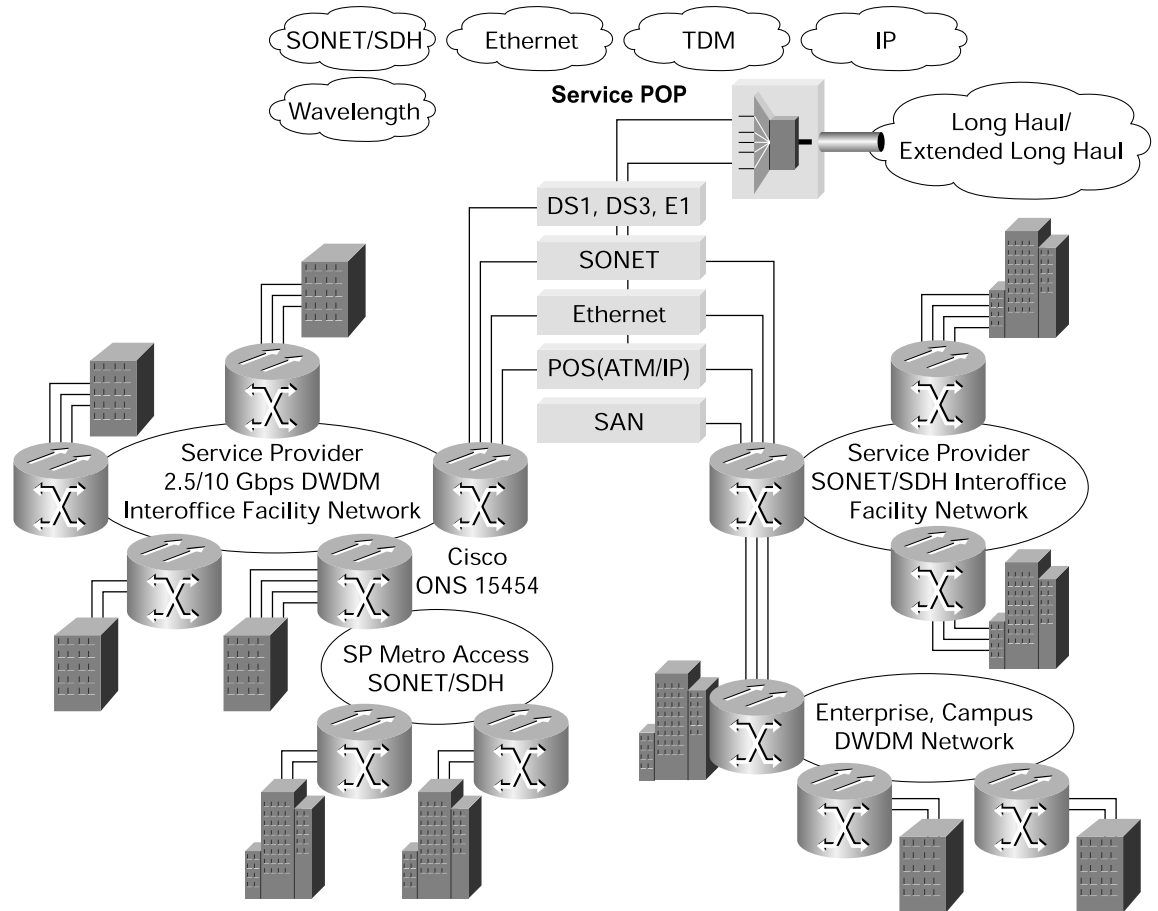 SONET/SDH
Ethernet
TDM
IP
Wavelength
Service POP
Long Haul/
Extended Long Haul
DS1, DS3, E1
SONET
Ethernet
POS(ATM/IP)
SAN
Service Provider
2.5/10 Gbps DWDM
Interoffice Facility Network
Service Provider
SONET/SDH Interoffice
Facility Network
Cisco
ONS 15454
SP Metro Access
SONET/SDH
Enterprise, Campus
DWDM Network